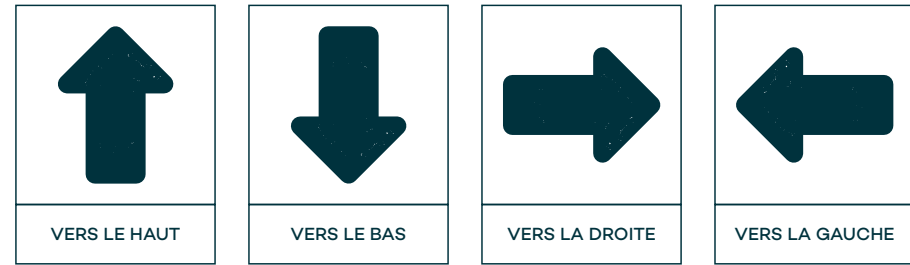 VERS LE HAUT
VERS LE BAS
VERS LA DROITE
VERS LA GAUCHE